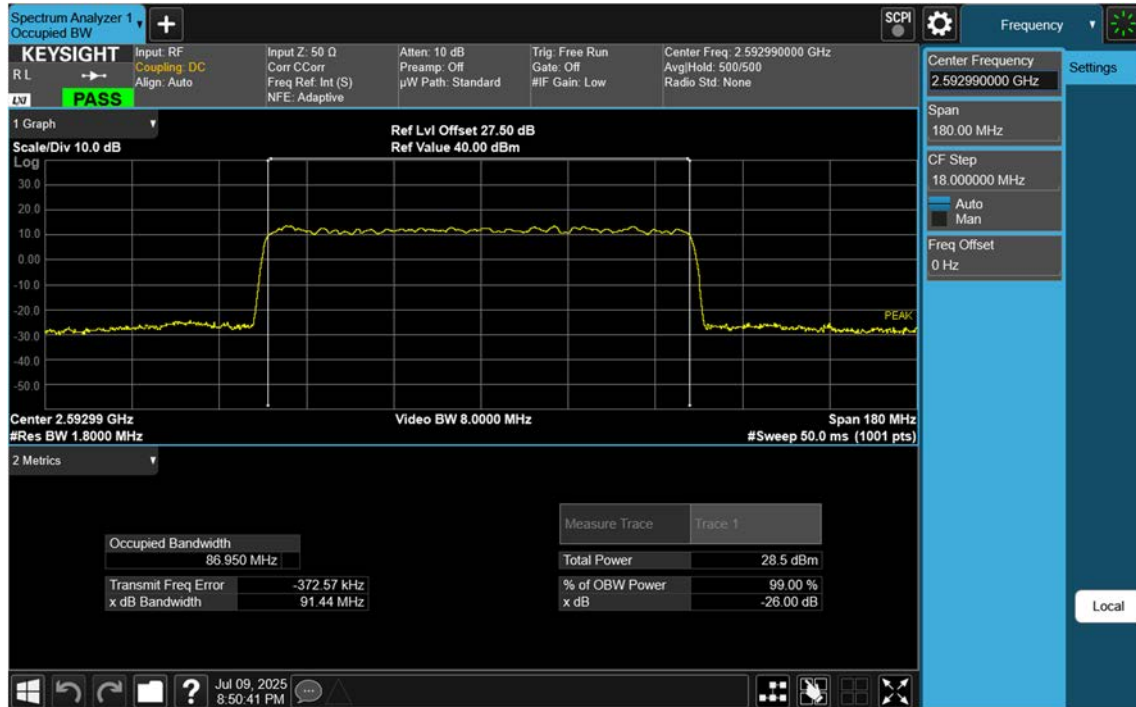 Spectrum Analyzer 1
Occupied BW
SCPI
Frequency
KEYSIGHT
R L
LXI
PASS
Input: RF
Coupling: DC
Align: Auto
Input Z: 50 Ω
Corr CCorr
Freq Ref: Int (S)
NFE: Adaptive
Atten: 10 dB
Preamp: Off
µW Path: Standard
Trig: Free Run
Gate: Off
#IF Gain: Low
Center Freq: 2.592990000 GHz
Avg|Hold: 500/500
Radio Std: None
Center Frequency
2.592990000 GHz
Settings
Span
180.00 MHz
CF Step
18.000000 MHz
Auto
Man
Freq Offset
0 Hz
Local
1 Graph
Scale/Div 10.0 dB
Ref Lvl Offset 27.50 dB
Ref Value 40.00 dBm
Log
30.0
20.0
10.0
0.00
-10.0
-20.0
-30.0
-40.0
-50.0
PEAK
Center 2.59299 GHz
#Res BW 1.8000 MHz
Video BW 8.0000 MHz
Span 180 MHz
#Sweep 50.0 ms (1001 pts)
2 Metrics
Measure Trace Trace 1
Occupied Bandwidth
86.950 MHz
Total Power 28.5 dBm
Transmit Freq Error -372.57 kHz
% of OBW Power 99.00 %
x dB Bandwidth 91.44 MHz
x dB -26.00 dB
?
Jul 09, 2025
8:50:41 PM